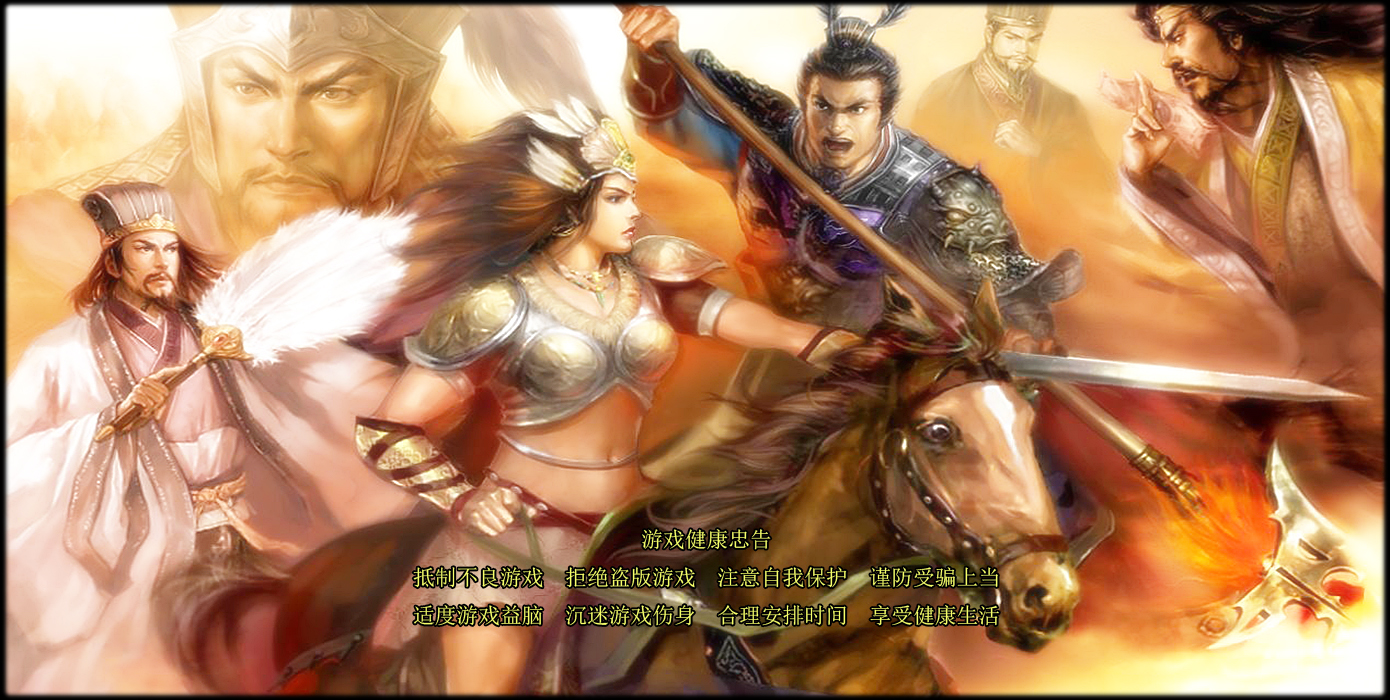 游戏健康忠告
抵制不良游戏 拒绝盗版游戏 注意自我保护 谨防受骗上当
适度游戏益脑 沉迷游戏伤身 合理安排时间 享受健康生活